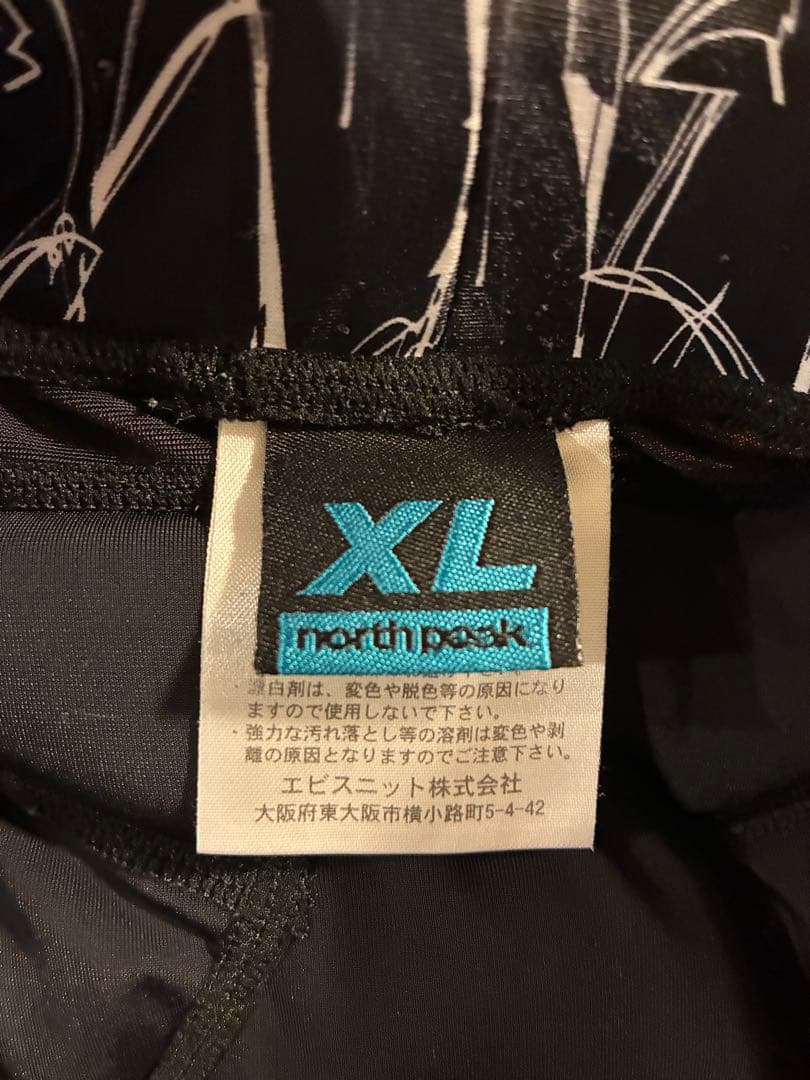 XL
north peak
・漂白剤は、変色や脱色等の原因になり
ますので使用しないで下さい。
・強力な汚れ落とし等の溶剤は変色や剥
離の原因となりますのでご注意下さい。
エビスニット株式会社
大阪府東大阪市横小路町5-4-42